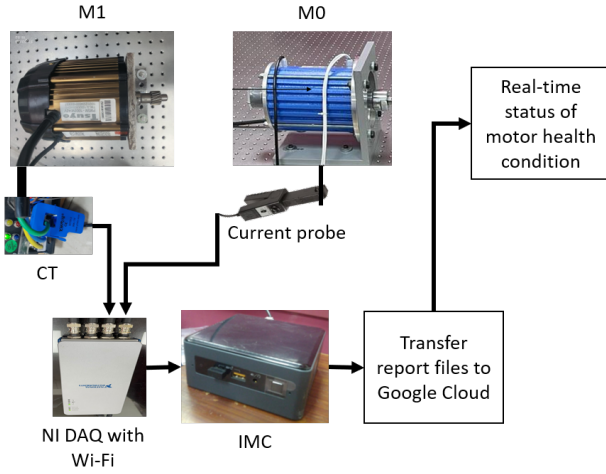 M1
M0
Real-time
status of
motor health
condition
Current probe
CT
Transfer
report files to
Google Cloud
NI DAQ with
Wi-Fi
IMC